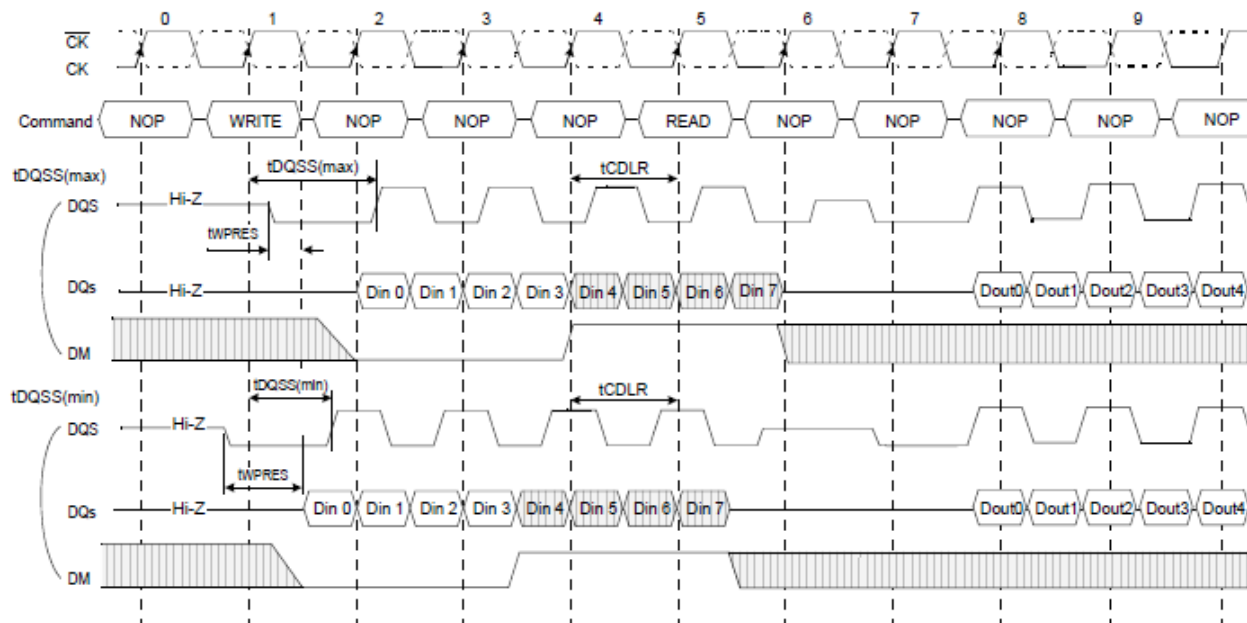 0 1 2 3 4 5 6 7 8 9
CK
CK
Command NOP WRITE NOP NOP NOP READ NOP NOP NOP NOP NOP
tDQSS(max) tDQSS(max) tCDLR
DQS Hi-Z
tWPRES
DQs Hi-Z Din 0 Din 1 Din 2 Din 3 Din 4 Din 5 Din 6 Din 7 Dout0 Dout1 Dout2 Dout3 Dout4
DM
tDQSS(min) tDQSS(min) tCDLR
DQS Hi-Z
tWPRES
DQs Hi-Z Din 0 Din 1 Din 2 Din 3 Din 4 Din 5 Din 6 Din 7 Dout0 Dout1 Dout2 Dout3 Dout4
DM